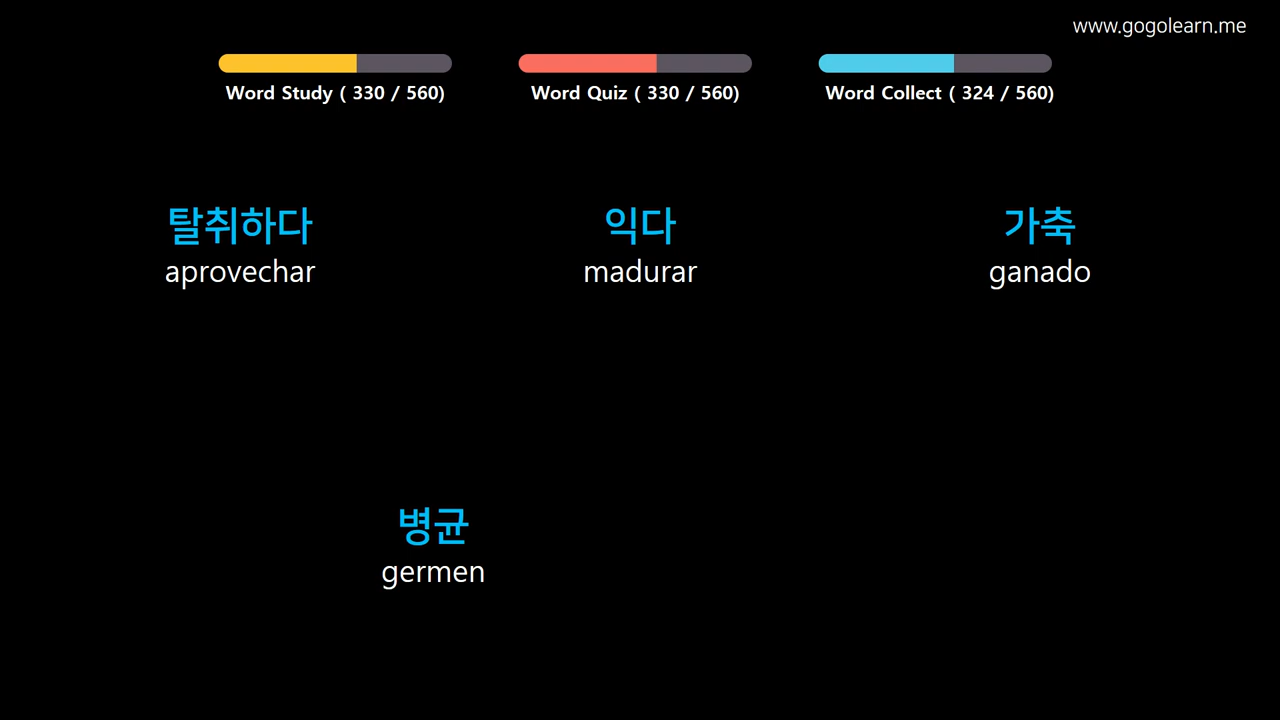 www.gogolearn.me
Word Study ( 330 / 560)
Word Quiz ( 330 / 560)
Word Collect ( 324 / 560)
탈취하다
aprovechar
익다
madurar
가축
ganado
병균
germen